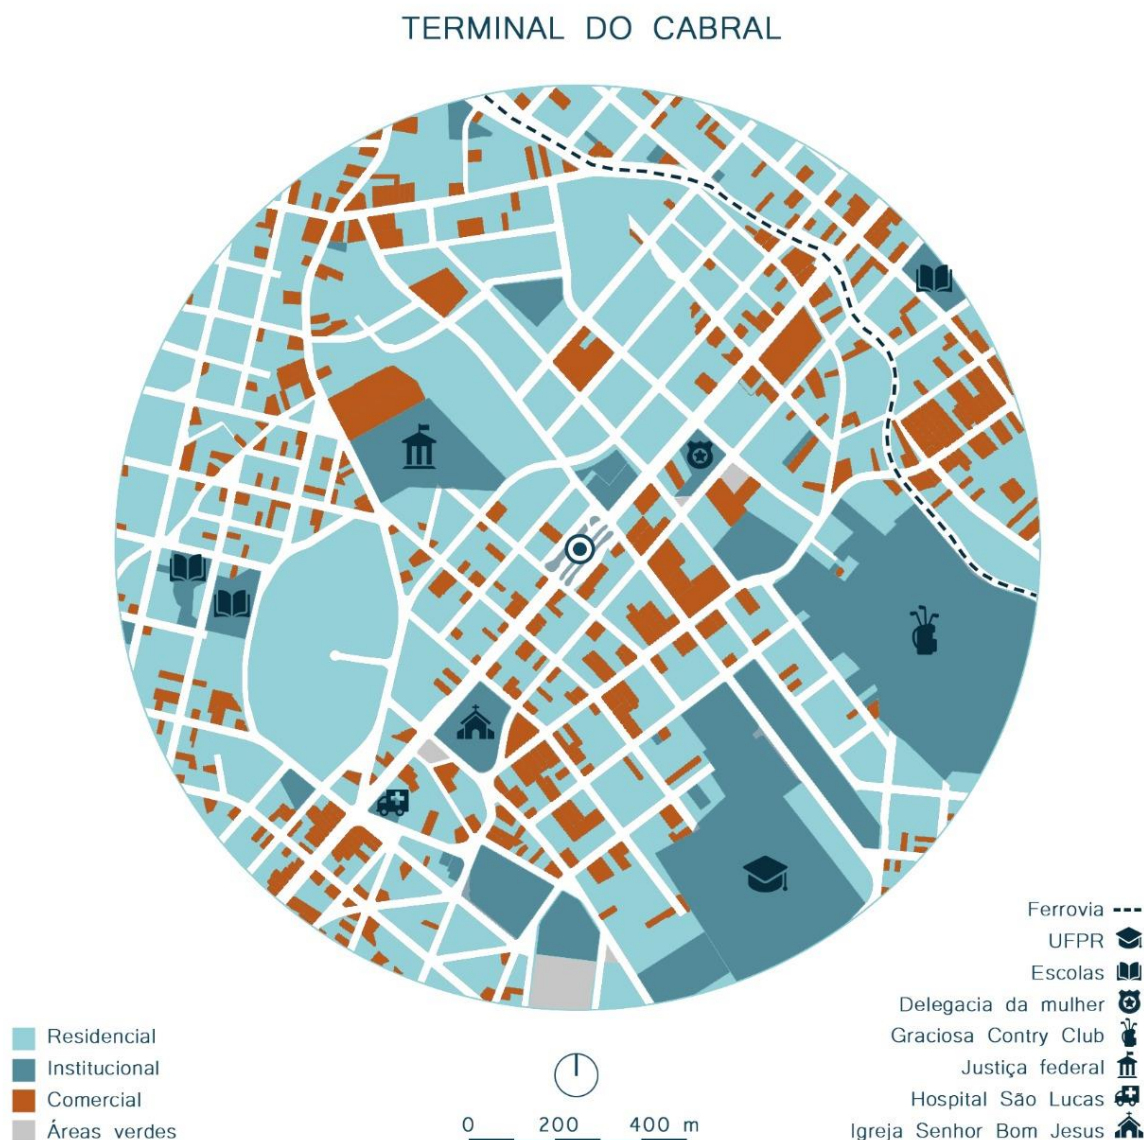 TERMINAL DO CABRAL
Residencial
Institucional
Comercial
Áreas verdes
0 200 400 m
Ferrovia
UFPR
Escolas
Delegacia da mulher
Graciosa Contry Club
Justiça federal
Hospital São Lucas
Igreja Senhor Bom Jesus